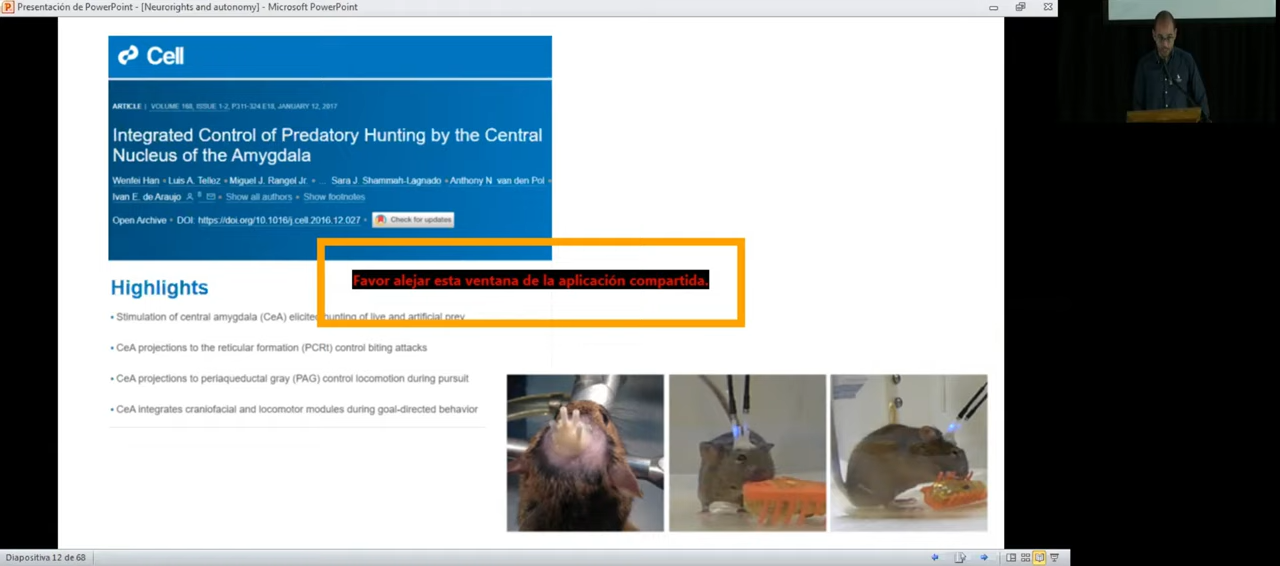 Presentación de PowerPoint - [Neurorights and autonomy] - Microsoft PowerPoint
Cell
ARTICLE | VOLUME 168, ISSUE 1-2, P311-324.E18, JANUARY 12, 2017
Integrated Control of Predatory Hunting by the Central
Nucleus of the Amygdala
Wenfei Han • Luis A. Tellez • Miguel J. Rangel Jr. • ... Sara J. Shammah-Lagnado • Anthony N. van den Pol •
Ivan E. de Araujo • Show all authors • Show footnotes
Open Archive • DOI: https://doi.org/10.1016/j.cell.2016.12.027 • Check for updates
Favor alejar esta ventana de la aplicación compartida.
Highlights
• Stimulation of central amygdala (CeA) elicited hunting of live and artificial prey
• CeA projections to the reticular formation (PCRt) control biting attacks
• CeA projections to periaqueductal gray (PAG) control locomotion during pursuit
• CeA integrates craniofacial and locomotor modules during goal-directed behavior
Diapositiva 12 de 68